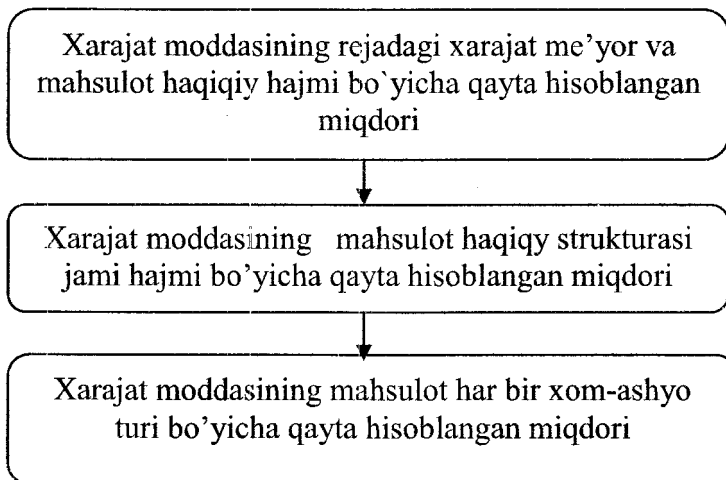 Xarajat moddasining rejadagi xarajat me’yor va
mahsulot haqiqiy hajmi bo`yicha qayta hisoblangan
miqdori
Xarajat moddasining mahsulot haqiqy strukturasi
jami hajmi bo’yicha qayta hisoblangan miqdori
Xarajat moddasining mahsulot har bir xom-ashyo
turi bo’yicha qayta hisoblangan miqdori